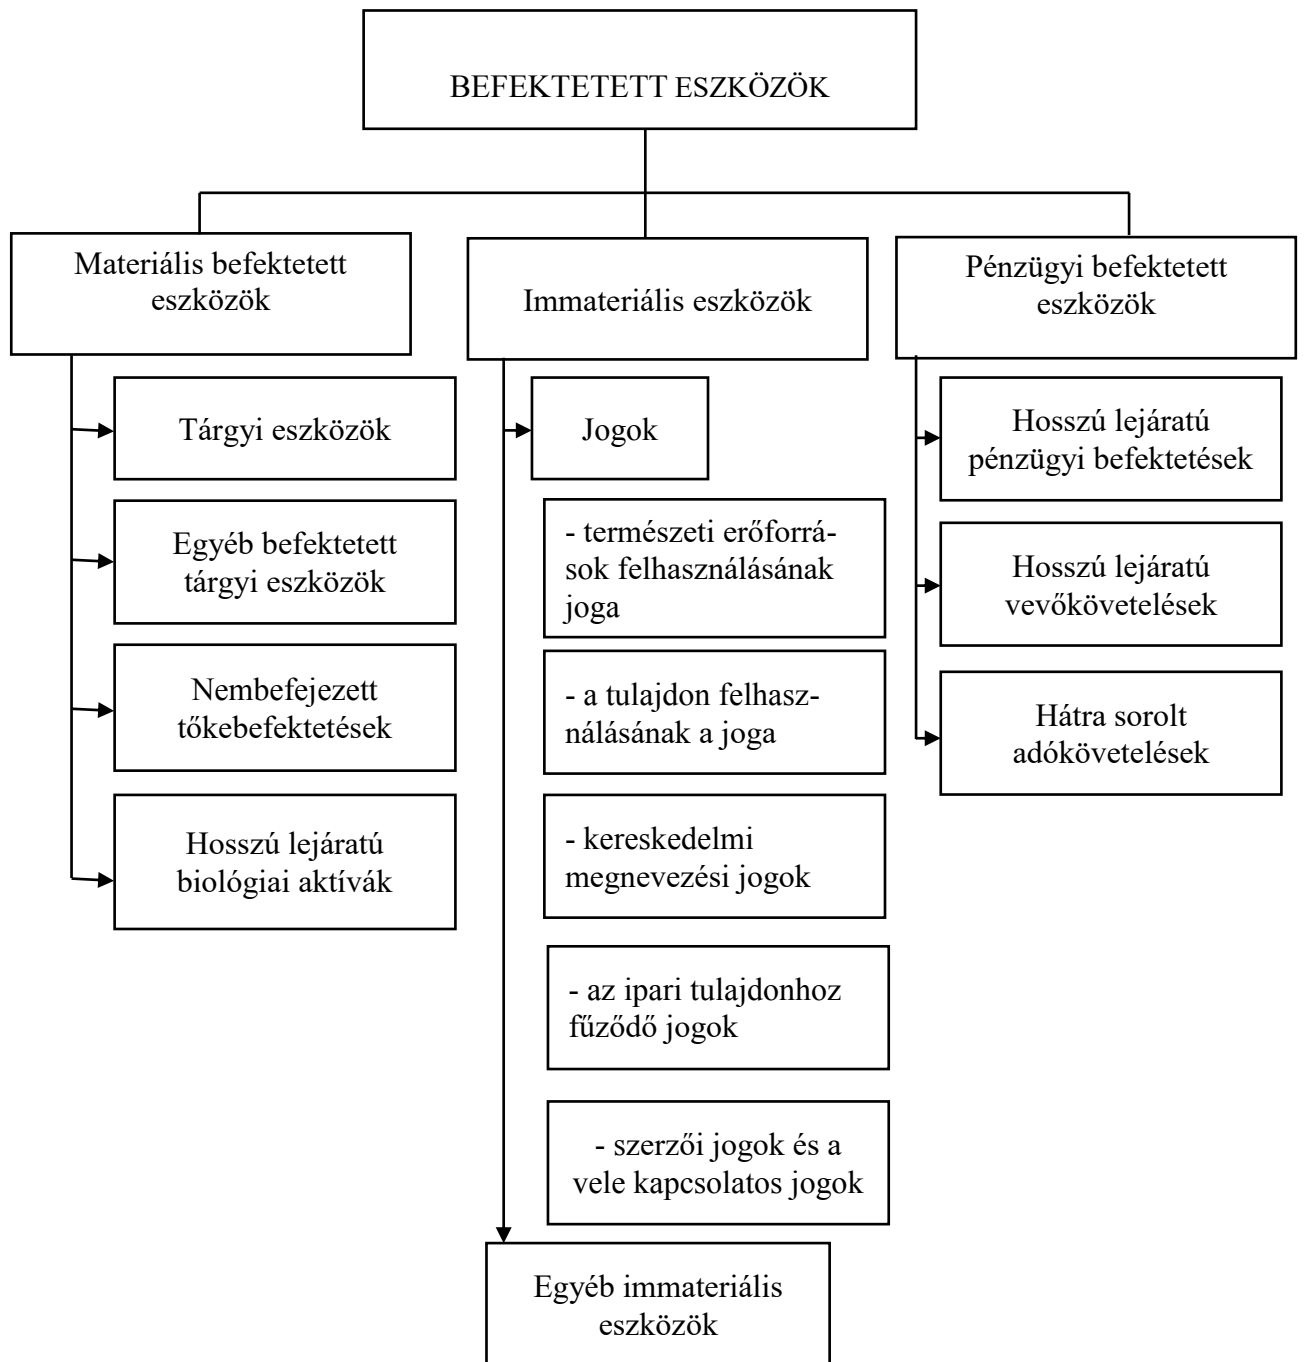 BEFEKTETETT ESZKÖZÖK
Materiális befektetett
eszközök
Tárgyi eszközök
Egyéb befektetett
tárgyi eszközök
Nembefejezett
tőkebefektetések
Hosszú lejáratú
biológiai aktívák
Immateriális eszközök
Jogok
- természeti erőforrá-
sok felhasználásának
joga
- a tulajdon felhasz-
nálásának a joga
- kereskedelmi
megnevezési jogok
- az ipari tulajdonhoz
fűződő jogok
- szerzői jogok és a
vele kapcsolatos jogok
Egyéb immateriális
eszközök
Pénzügyi befektetett
eszközök
Hosszú lejáratú
pénzügyi befektetések
Hosszú lejáratú
vevőkövetelések
Hátra sorolt
adókövetelések